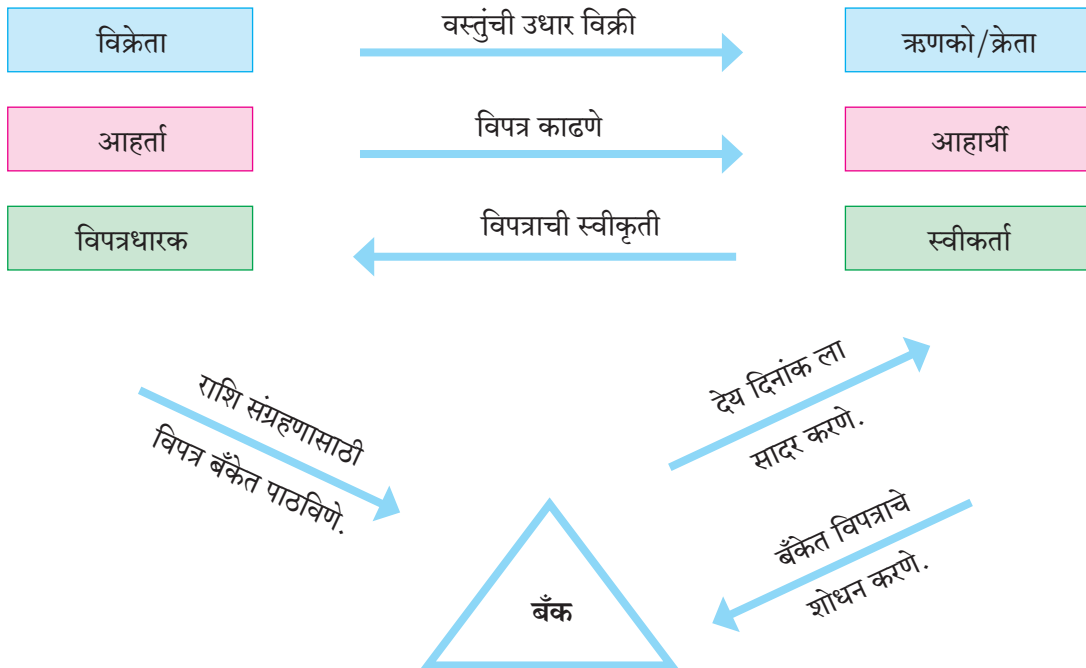 विक्रेता
वस्तुंची उधार विक्री
ऋणको/क्रेता
आहर्ता
विपत्र काढणे
आहार्यी
विपत्रधारक
विपत्राची स्वीकृती
स्वीकर्ता
राशि संग्रहणासाठी
विपत्र बँकेत पाठविणे.
देय दिनांक ला
सादर करणे.
बँकेत विपत्राचे
शोधन करणे.
बँक